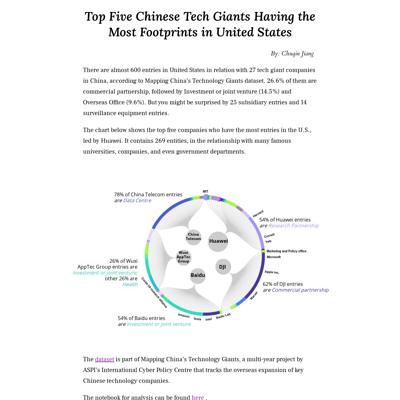 Top Five Chinese Tech Giants Having the
Most Footprints in United States
By: Chuqin Jiang
There are almost 600 entries in United States in relation with 27 tech giant companies
in China, according to Mapping China's Technology Giants dataset. 26.6% of them are
commercial partnership, followed by Investment or joint venture (14.5%) and
Overseas Office (9.6%). But you might be surprised by 25 subsidiary entries and 14
surveillance equipment entries.
The chart below shows the top five companies who have the most entries in the U.S.,
led by Huawei. It contains 269 entities, in the relationship with many famous
universities, companies, and even government departments.
78% of China Telecom entries
are Data Centre
MIT
Harvard
54% of Huawei entries
are Research Partnership
Cornell
Yale
Marketing and Policy office
Microsoft
Apple Inc.
China
Telecom
Huawei
Wuxi
AppTec
Group
DJI
Baidu
26% of Wuxi
AppTec Group entries are
Investment or joint venture
other 26% are
Health
62% of DJI entries
are Commercial partnership
54% of Baidu entries
are Investment or joint venture
The dataset is part of Mapping China's Technology Giants, a multi-year project by
ASPI's International Cyber Policy Centre that tracks the overseas expansion of key
Chinese technology companies.
The notebook for analysis can be found here .